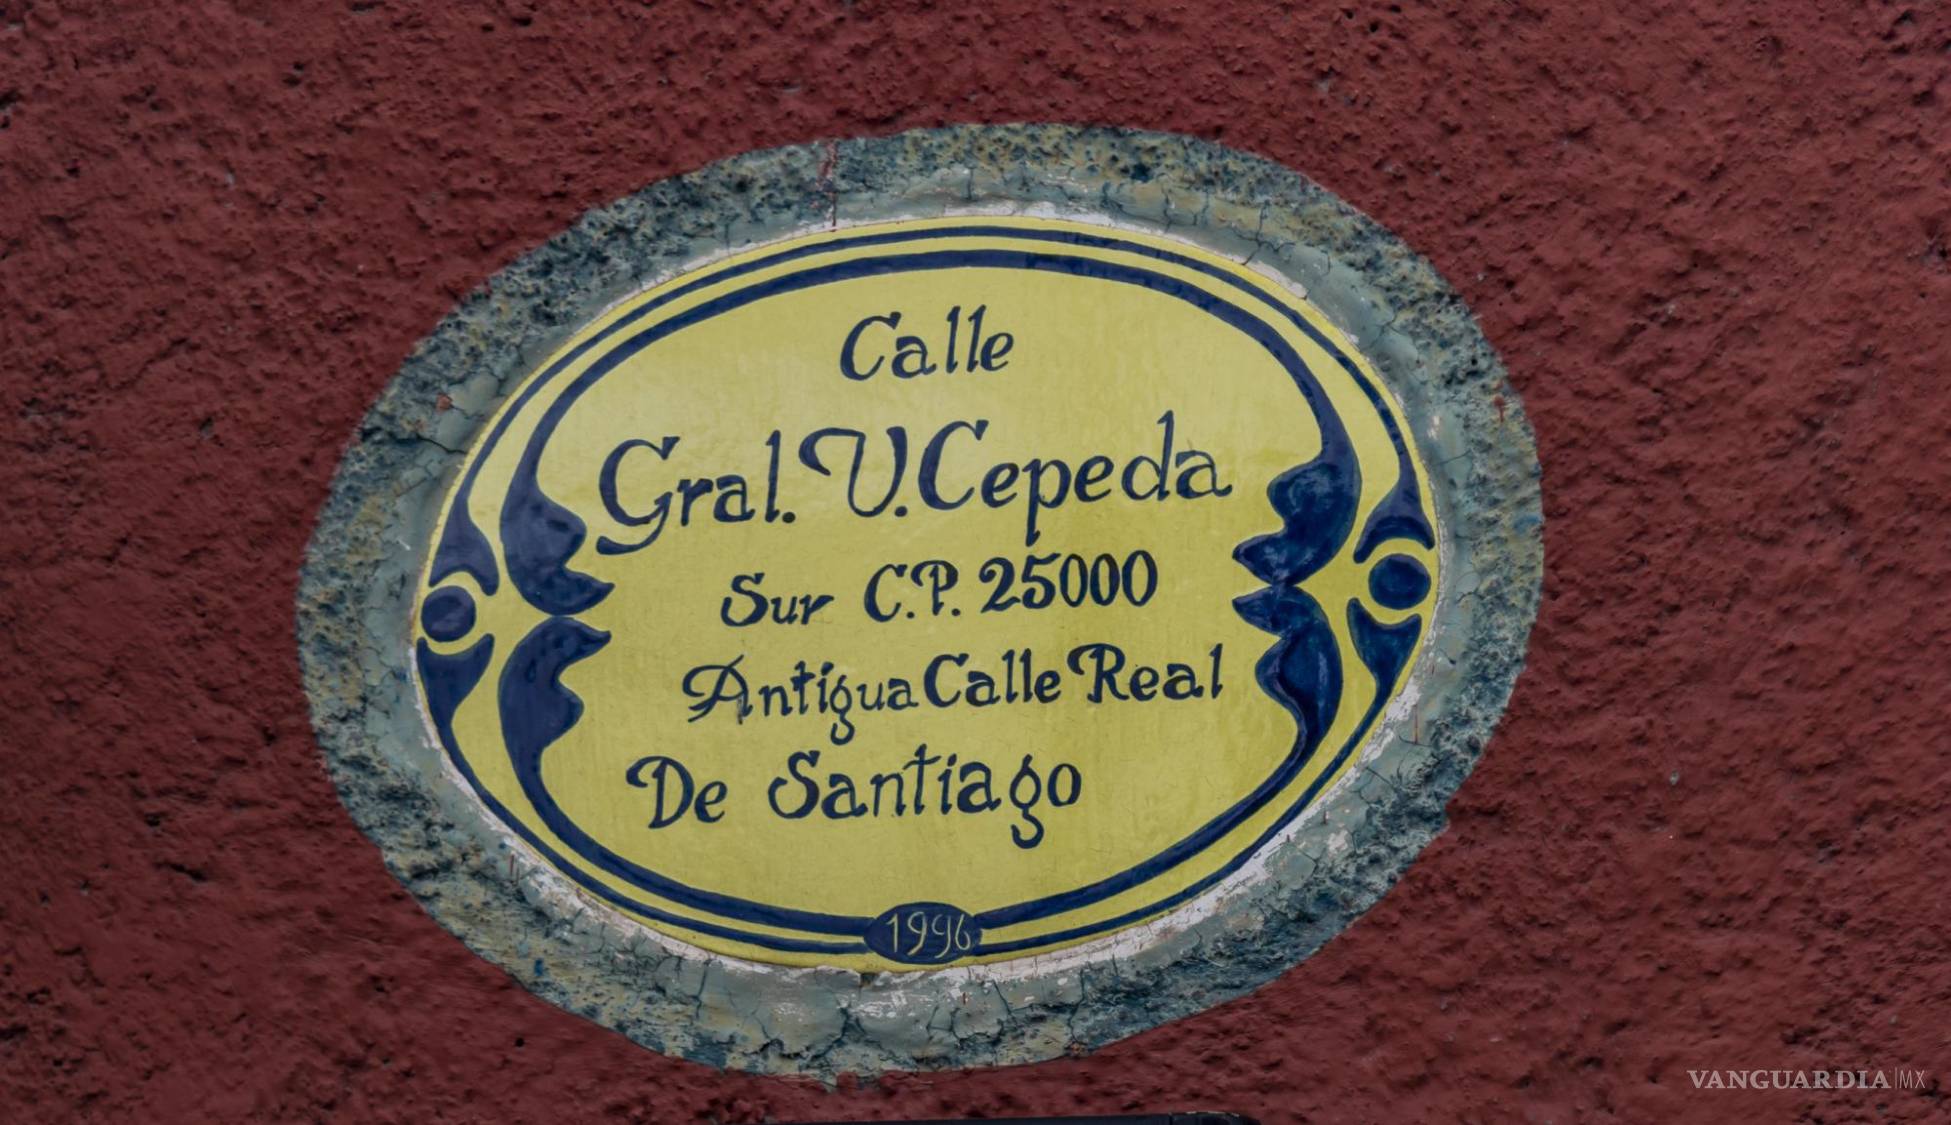 Calle
Gral. V. Cepeda
Sur C.P. 25000
Antigua Calle Real
De Santiago
1996
VANGUARDIA|MX